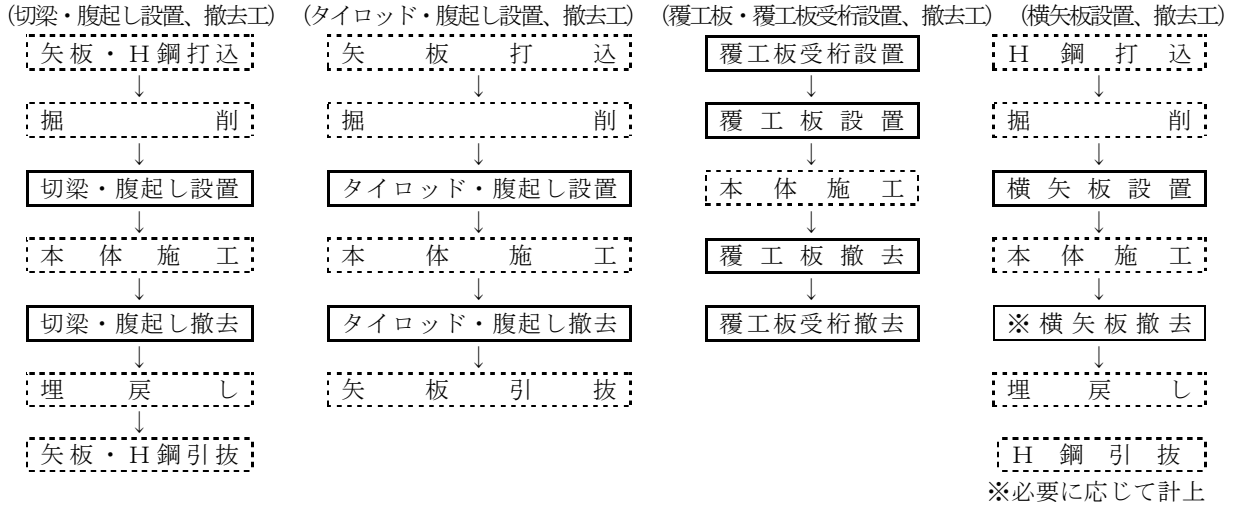 (切梁・腹起し設置、撤去工)
矢板・H鋼打込
↓
掘削
↓
切梁・腹起し設置
↓
本体施工
↓
切梁・腹起し撤去
↓
埋戻し
↓
矢板・H鋼引抜
(タイロッド・腹起し設置、撤去工)
矢板打込
↓
掘削
↓
タイロッド・腹起し設置
↓
本体施工
↓
タイロッド・腹起し撤去
↓
矢板引抜
(覆工板・覆工板受桁設置、撤去工)
覆工板受桁設置
↓
覆工板設置
↓
本体施工
↓
覆工板撤去
↓
覆工板受桁撤去
(横矢板設置、撤去工)
H鋼打込
↓
掘削
↓
横矢板設置
↓
本体施工
↓
※横矢板撤去
↓
埋戻し
H鋼引抜
※必要に応じて計上